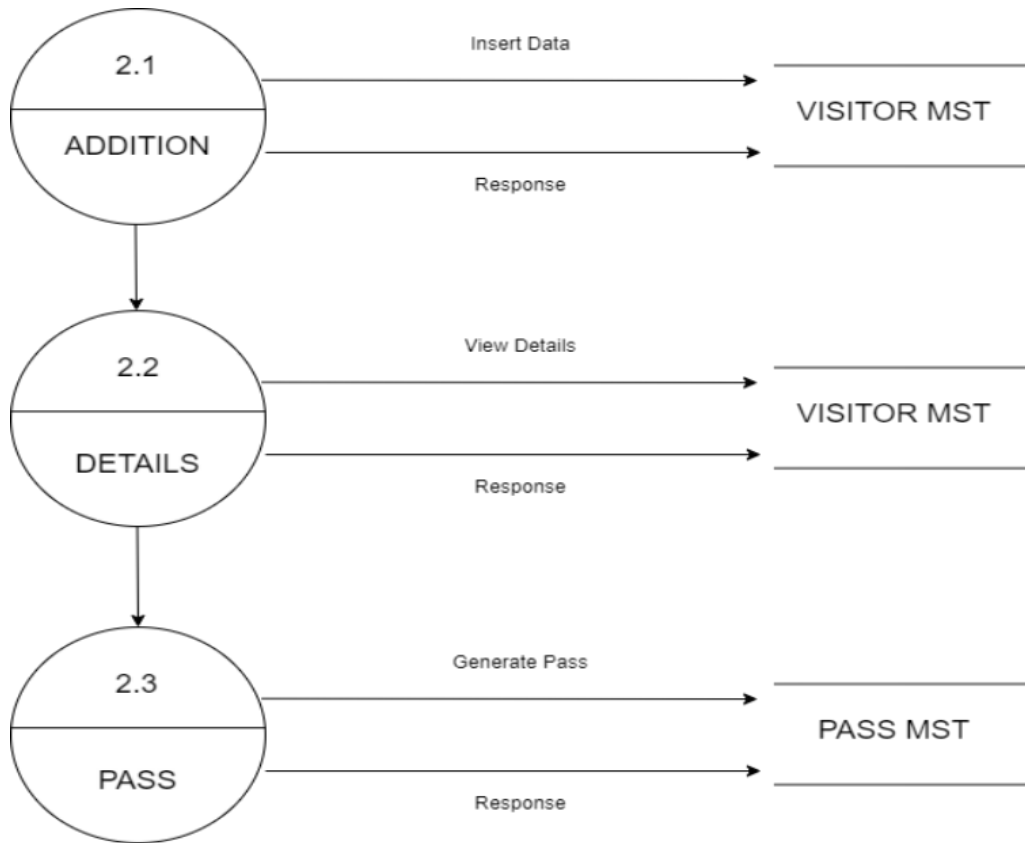 2.1
ADDITION
Insert Data
Response
VISITOR MST
2.2
DETAILS
View Details
Response
VISITOR MST
2.3
PASS
Generate Pass
Response
PASS MST